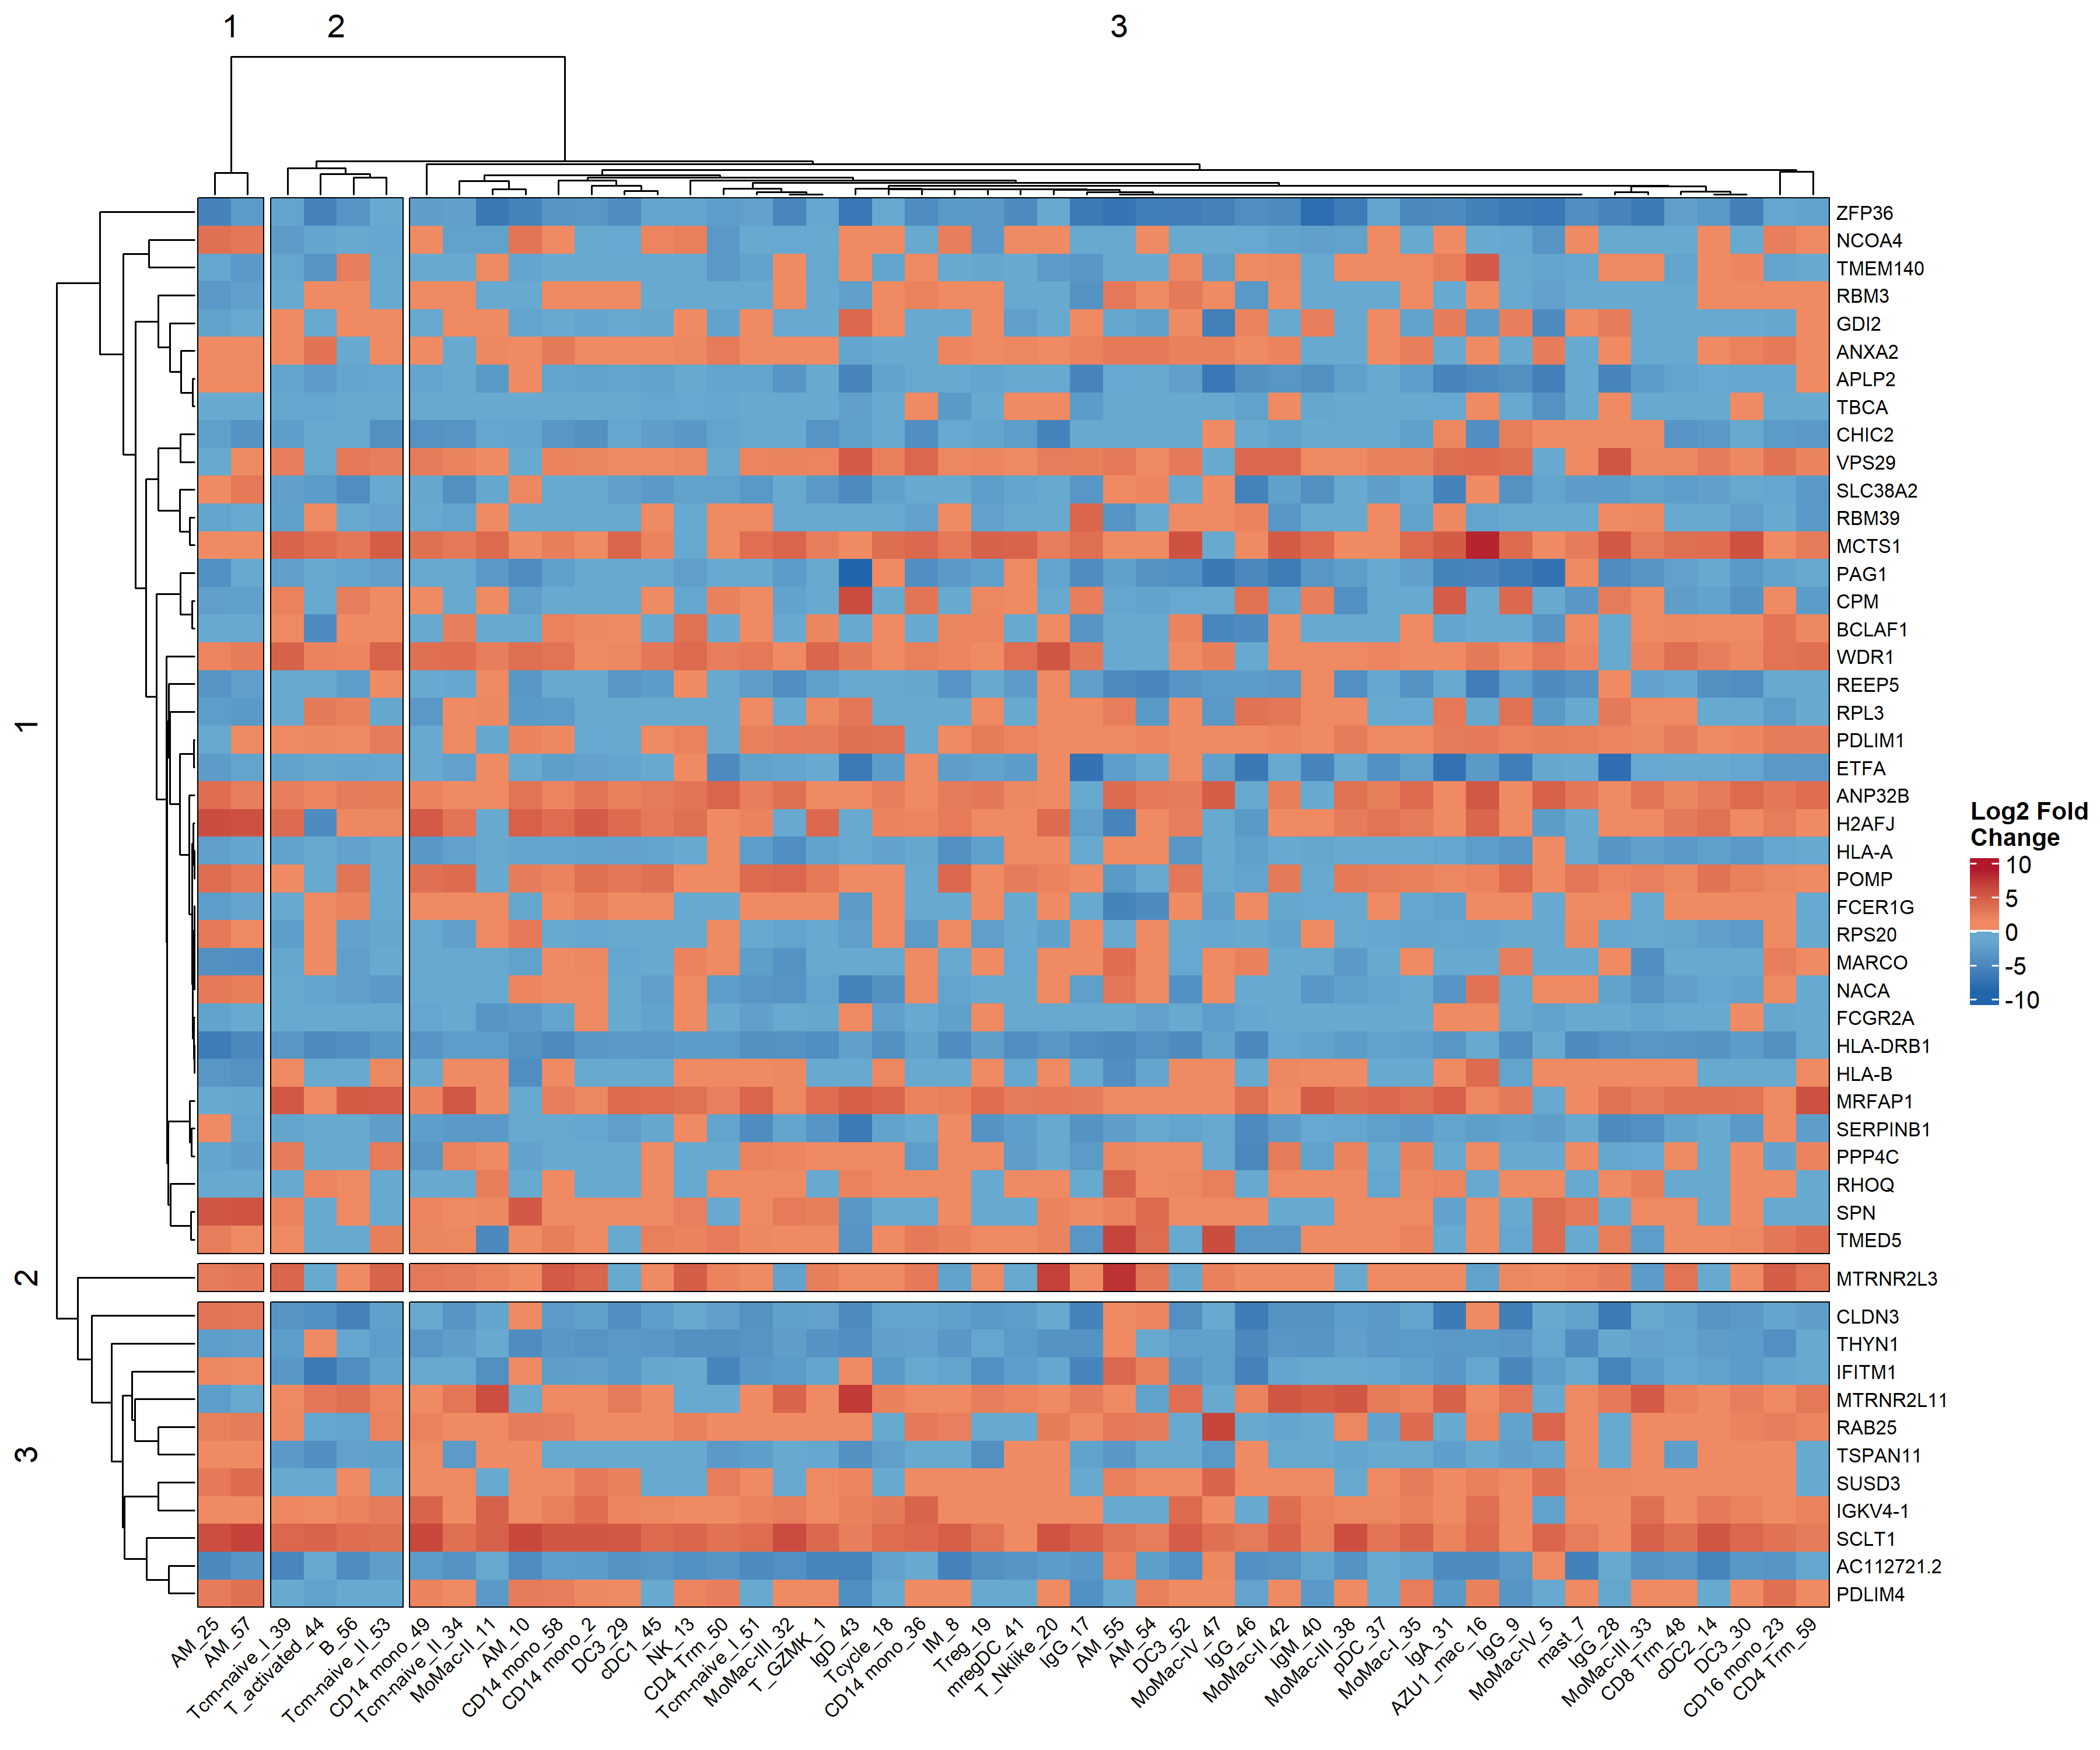 1
2
3
ZFP36
NCOA4
TMEM140
RBM3
GDI2
ANXA2
APLP2
TBCA
CHIC2
VPS29
SLC38A2
RBM39
MCTS1
PAG1
CPM
BCLAF1
WDR1
REEP5
RPL3
PDLIM1
ETFA
ANP32B
H2AFJ
HLA-A
POMP
FCER1G
RPS20
MARCO
NACA
FCGR2A
HLA-DRB1
HLA-B
MRFAP1
SERPINB1
PPP4C
RHOQ
SPN
TMED5
MTRNR2L3
CLDN3
THYN1
IFITM1
MTRNR2L11
RAB25
TSPAN11
SUSD3
IGKV4-1
SCLT1
AC112721.2
PDLIM4
1
2
3
Log2 Fold
Change
10
5
0
-5
-10
AM_25
AM_57
Tcm-naive_I_39
T_activated_44
B_56
Tcm-naive_II_53
CD14 mono_49
Tcm-naive_II_34
MoMac-II_11
AM_10
CD14 mono_58
CD14 mono_2
DC3_29
cDC1_45
NK_13
CD4 Trm_50
Tcm-naive_I_51
MoMac-III_32
T_GZMK_1
IgD_43
Tcycle_18
CD14 mono_36
IM_8
Treg_19
mregDC_41
T_Nklike_20
IgG_17
AM_55
AM_54
DC3_52
MoMac-IV_47
IgG_46
MoMac-II_42
IgM_40
MoMac-III_38
pDC_37
MoMac-I_35
IgA_31
AZU1_mac_16
IgG_9
MoMac-IV_5
mast_7
IgG_28
MoMac-III_33
CD8 Trm_48
cDC2_14
DC3_30
CD16 mono_23
CD4 Trm_59